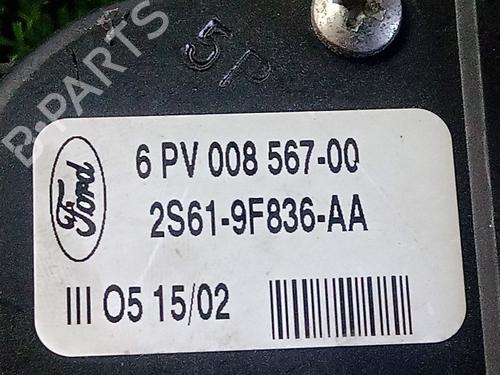 5P
B-PARTS
Ford
6 PV 008 567-00
2S61-9F836-AA
III O5 15/02